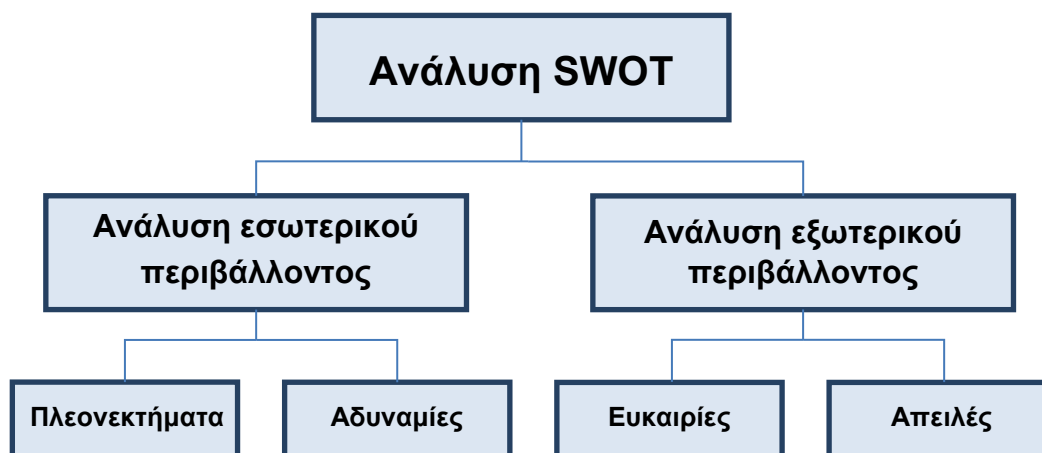 Ανάλυση SWOT
Ανάλυση εσωτερικού
περιβάλλοντος
Ανάλυση εξωτερικού
περιβάλλοντος
Πλεονεκτήματα
Αδυναμίες
Ευκαιρίες
Απειλές